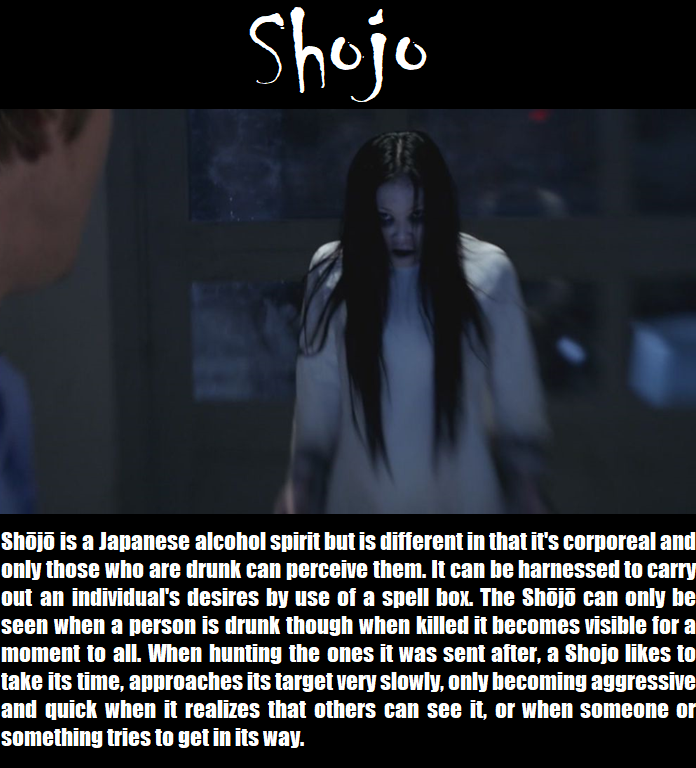 Shojo
Shōjō is a Japanese alcohol spirit but is different in that it's corporeal and
only those who are drunk can perceive them. It can be harnessed to carry
out an individual's desires by use of a spell box. The Shōjō can only be
seen when a person is drunk though when killed it becomes visible for a
moment to all. When hunting the ones it was sent after, a Shojo likes to
take its time, approaches its target very slowly, only becoming aggressive
and quick when it realizes that others can see it, or when someone or
something tries to get in its way.